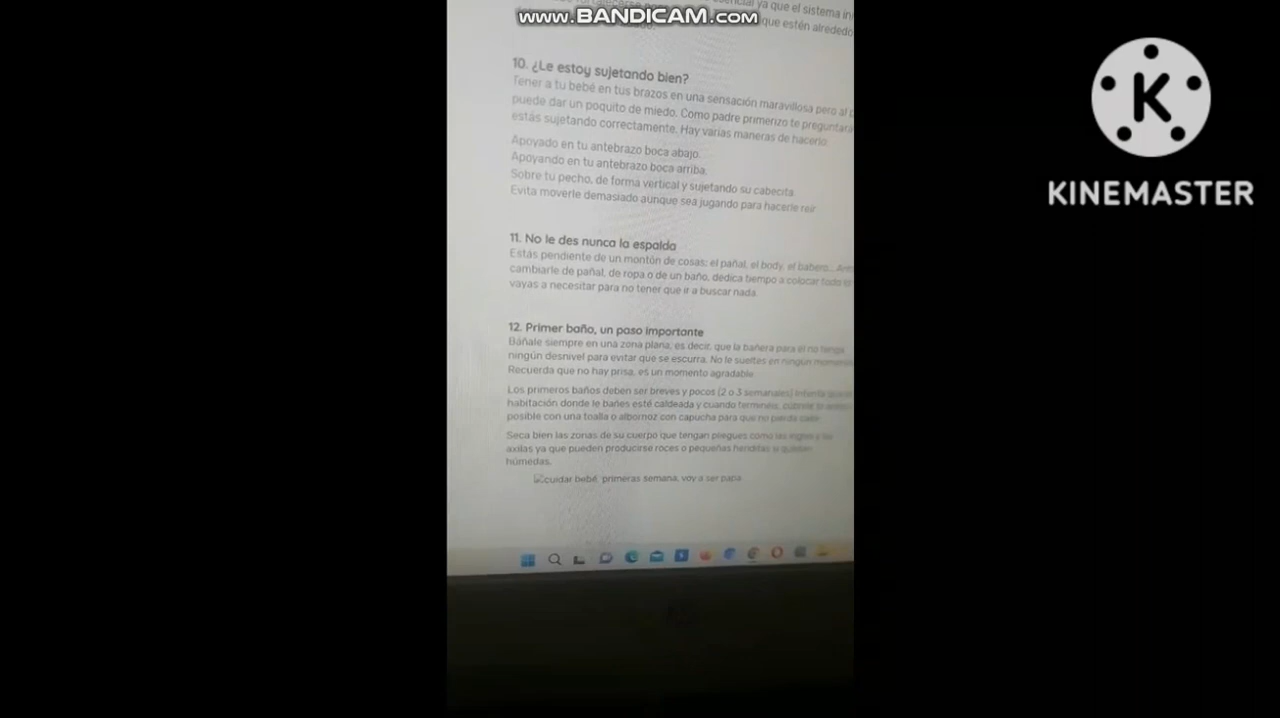 ya que el sistema in
www.BANDICAM.com
que estén alrededo
10. ¿Le estoy sujetando bien?
Tener a tu bebé en tus brazos en una sensación maravillosa pero al p
puede dar un poquito de miedo. Como padre primerizo te preguntará
estás sujetando correctamente. Hay varias maneras de hacerlo:
Apoyado en tu antebrazo boca abajo.
Apoyando en tu antebrazo boca arriba.
Sobre tu pecho, de forma vertical y sujetando su cabecita
Evita moverle demasiado aunque sea jugando para hacerle reír
11. No le des nunca la espalda
Estás pendiente de un montón de cosas: el pañal, el body, el babero...
cambiarle de pañal, de ropa o de un baño, dedica tiempo a colocar todo
vayas a necesitar para no tener que ir a buscar nada.
12. Primer baño, un paso importante
Báñale siempre en una zona plana, es decir, que la bañera para él no tenga
ningún desnivel para evitar que se escurra. No le sueltes en ningún momento
Recuerda que no hay prisa, es un momento agradable.
Los primeros baños deben ser breves y pocos (2 o 3 semanales)
habitación donde le bañes esté caldeada y cuando terminéis,
posible con una toalla o albornoz con capucha para que no pierda calor
Seca bien las zonas de su cuerpo que tengan pliegues como las ingles y las
axilas ya que pueden producirse roces o pequeñas heriditas si quedan
húmedas.
cuidar bebé, primeras semana, voy a ser papa
K
KINEMASTER